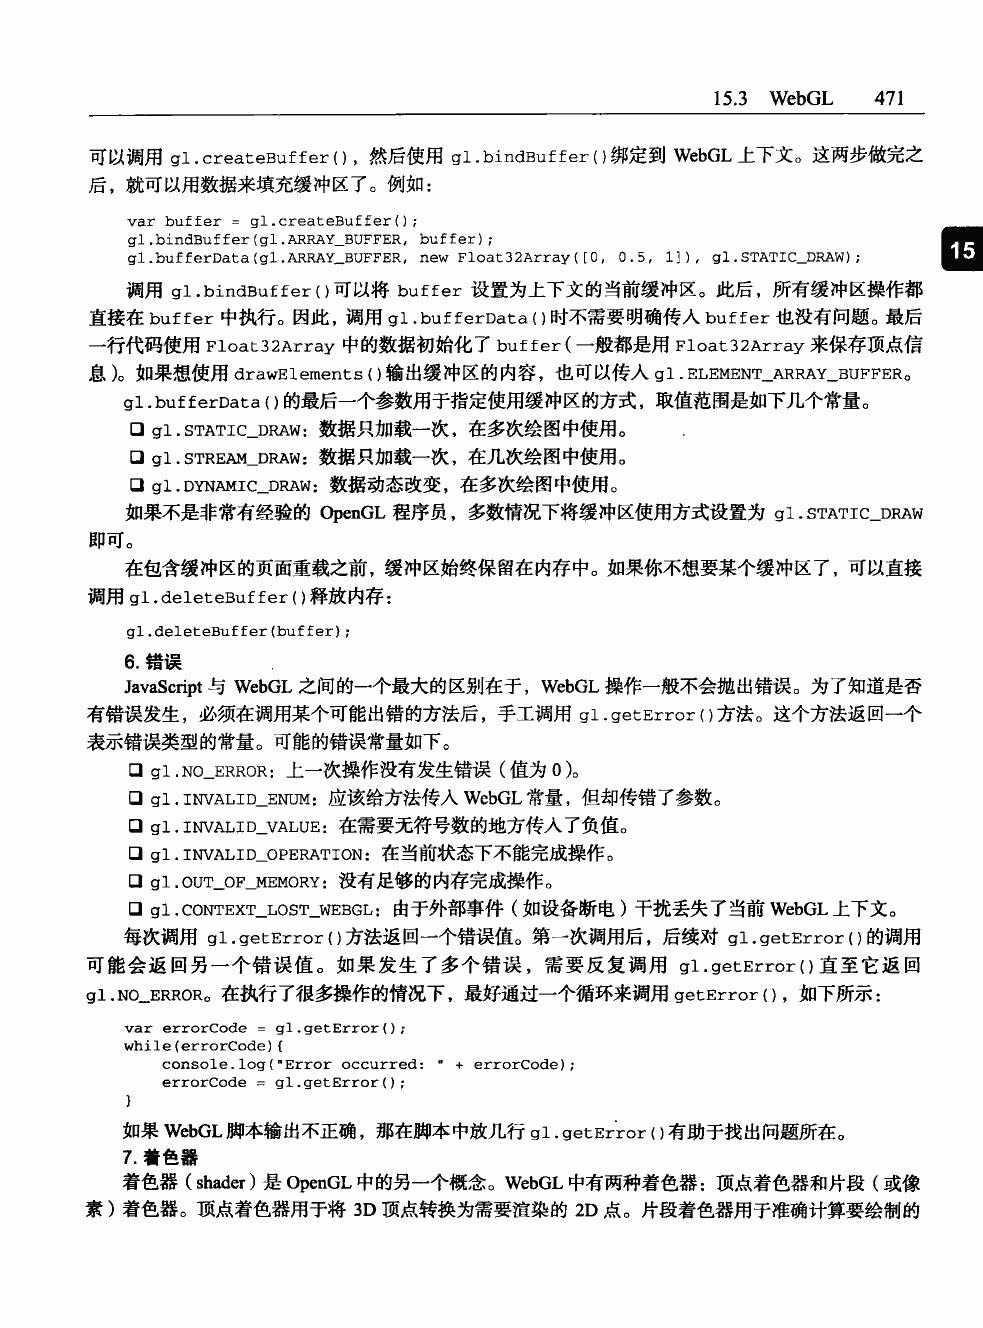 15.3 WebGL 471
可以调用 gl.createBuffer()，然后使用 gl.bindBuffer()绑定到 WebGL 上下文。这两步做完之
后，就可以用数据来填充缓冲区了。例如：
var buffer = gl.createBuffer();
gl.bindBuffer(gl.ARRAY_BUFFER, buffer);
gl.bufferData(gl.ARRAY_BUFFER, new Float32Array([0, 0.5, 1]), gl.STATIC_DRAW);
15
调用 gl.bindBuffer()可以将 buffer 设置为上下文的当前缓冲区。此后，所有缓冲区操作都
直接在 buffer 中执行。因此，调用 gl.bufferData()时不需要明确传入 buffer 也没有问题。最后
一行代码使用 Float32Array 中的数据初始化了 buffer（一般都是用 Float32Array 来保存顶点信
息）。如果想使用 drawElements()输出缓冲区的内容，也可以传入 gl.ELEMENT_ARRAY_BUFFER。
gl.bufferData()的最后一个参数用于指定使用缓冲区的方式，取值范围是如下几个常量。
❑ gl.STATIC_DRAW：数据只加载一次，在多次绘图中使用。
❑ gl.STREAM_DRAW：数据只加载一次，在几次绘图中使用。
❑ gl.DYNAMIC_DRAW：数据动态改变，在多次绘图中使用。
如果不是非常有经验的 OpenGL 程序员，多数情况下将缓冲区使用方式设置为 gl.STATIC_DRAW
即可。
在包含缓冲区的页面重载之前，缓冲区始终保留在内存中。如果你不想要某个缓冲区了，可以直接
调用 gl.deleteBuffer()释放内存：
gl.deleteBuffer(buffer);
6. 错误
JavaScript 与 WebGL 之间的一个最大的区别在于，WebGL 操作一般不会抛出错误。为了知道是否
有错误发生，必须在调用某个可能出错的方法后，手工调用 gl.getError()方法。这个方法返回一个
表示错误类型的常量。可能的错误常量如下。
❑ gl.NO_ERROR：上一次操作没有发生错误（值为 0）。
❑ gl.INVALID_ENUM：应该给方法传入 WebGL 常量，但却传错了参数。
❑ gl.INVALID_VALUE：在需要无符号数的地方传入了负值。
❑ gl.INVALID_OPERATION：在当前状态下不能完成操作。
❑ gl.OUT_OF_MEMORY：没有足够的内存完成操作。
❑ gl.CONTEXT_LOST_WEBGL：由于外部事件（如设备断电）干扰丢失了当前 WebGL 上下文。
每次调用 gl.getError()方法返回一个错误值。第一次调用后，后续对 gl.getError()的调用
可能会返回另一个错误值。如果发生了多个错误，需要反复调用 gl.getError()直至它返回
gl.NO_ERROR。在执行了很多操作的情况下，最好通过一个循环来调用 getError()，如下所示：
var errorCode = gl.getError();
while(errorCode){
    console.log("Error occurred: " + errorCode);
    errorCode = gl.getError();
}
如果 WebGL 脚本输出不正确，那在脚本中放几行 gl.getError()有助于找出问题所在。
7. 着色器
着色器（shader）是 OpenGL 中的另一个概念。WebGL 中有两种着色器：顶点着色器和片段（或像
素）着色器。顶点着色器用于将 3D 顶点转换为需要渲染的 2D 点。片段着色器用于准确计算要绘制的